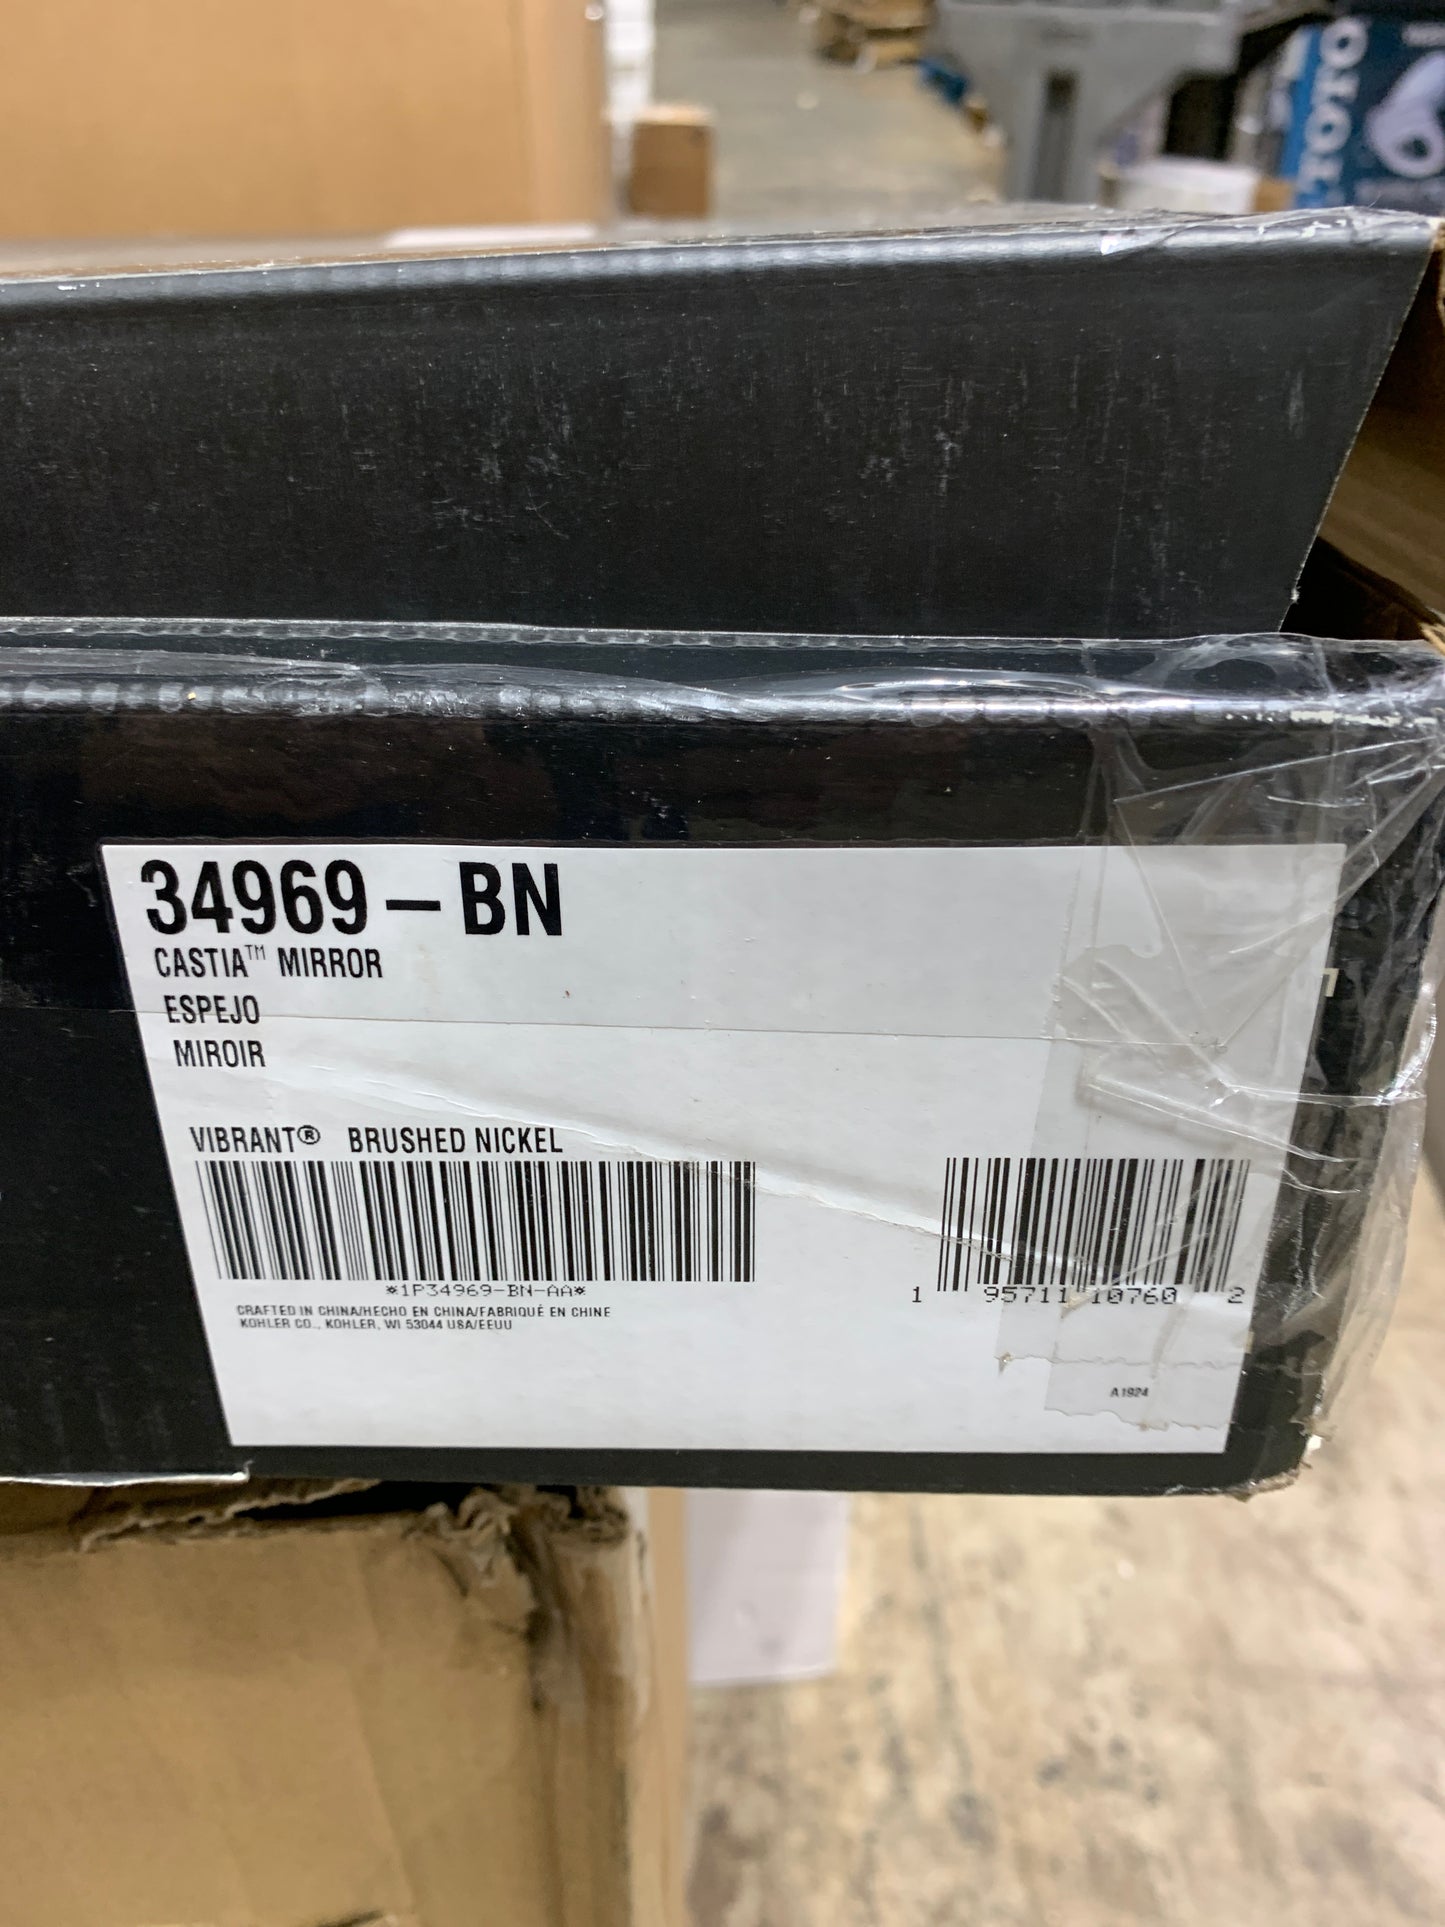 TOTO
34969-BN
CASTIA™ MIRROR
ESPEJO
MIROIR
VIBRANT® BRUSHED NICKEL
*1P34969-BN-AA*
1 95711 10760 2
CRAFTED IN CHINA/HECHO EN CHINA/FABRIQUÉ EN CHINE
KOHLER CO., KOHLER, WI 53044 USA/EEUU
A1924